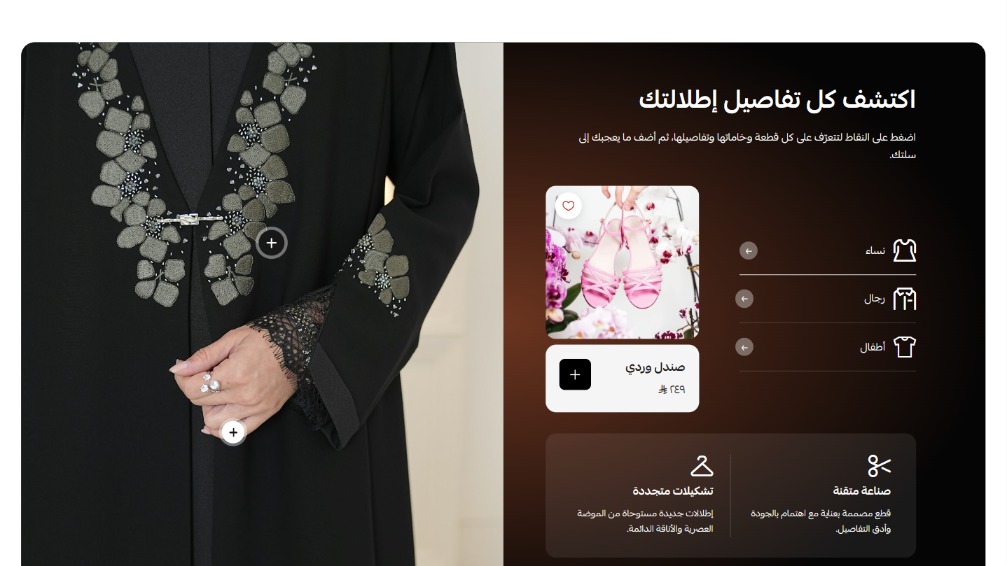 اكتشف كل تفاصيل إطلالتك
اضغط على النقاط لتتعرّف على كل قطعة وخاماتها وتفاصيلها، ثم أضف ما يعجبك إلى
سلتك.
نساء
رجال
أطفال
صندل وردي
٢٤٩
صناعة متقنة
قطع مصممة بعناية مع اهتمام بالجودة
وأدق التفاصيل.
تشكيلات متجددة
إطلالات جديدة مستوحاة من الموضة
العصرية والأناقة الدائمة.